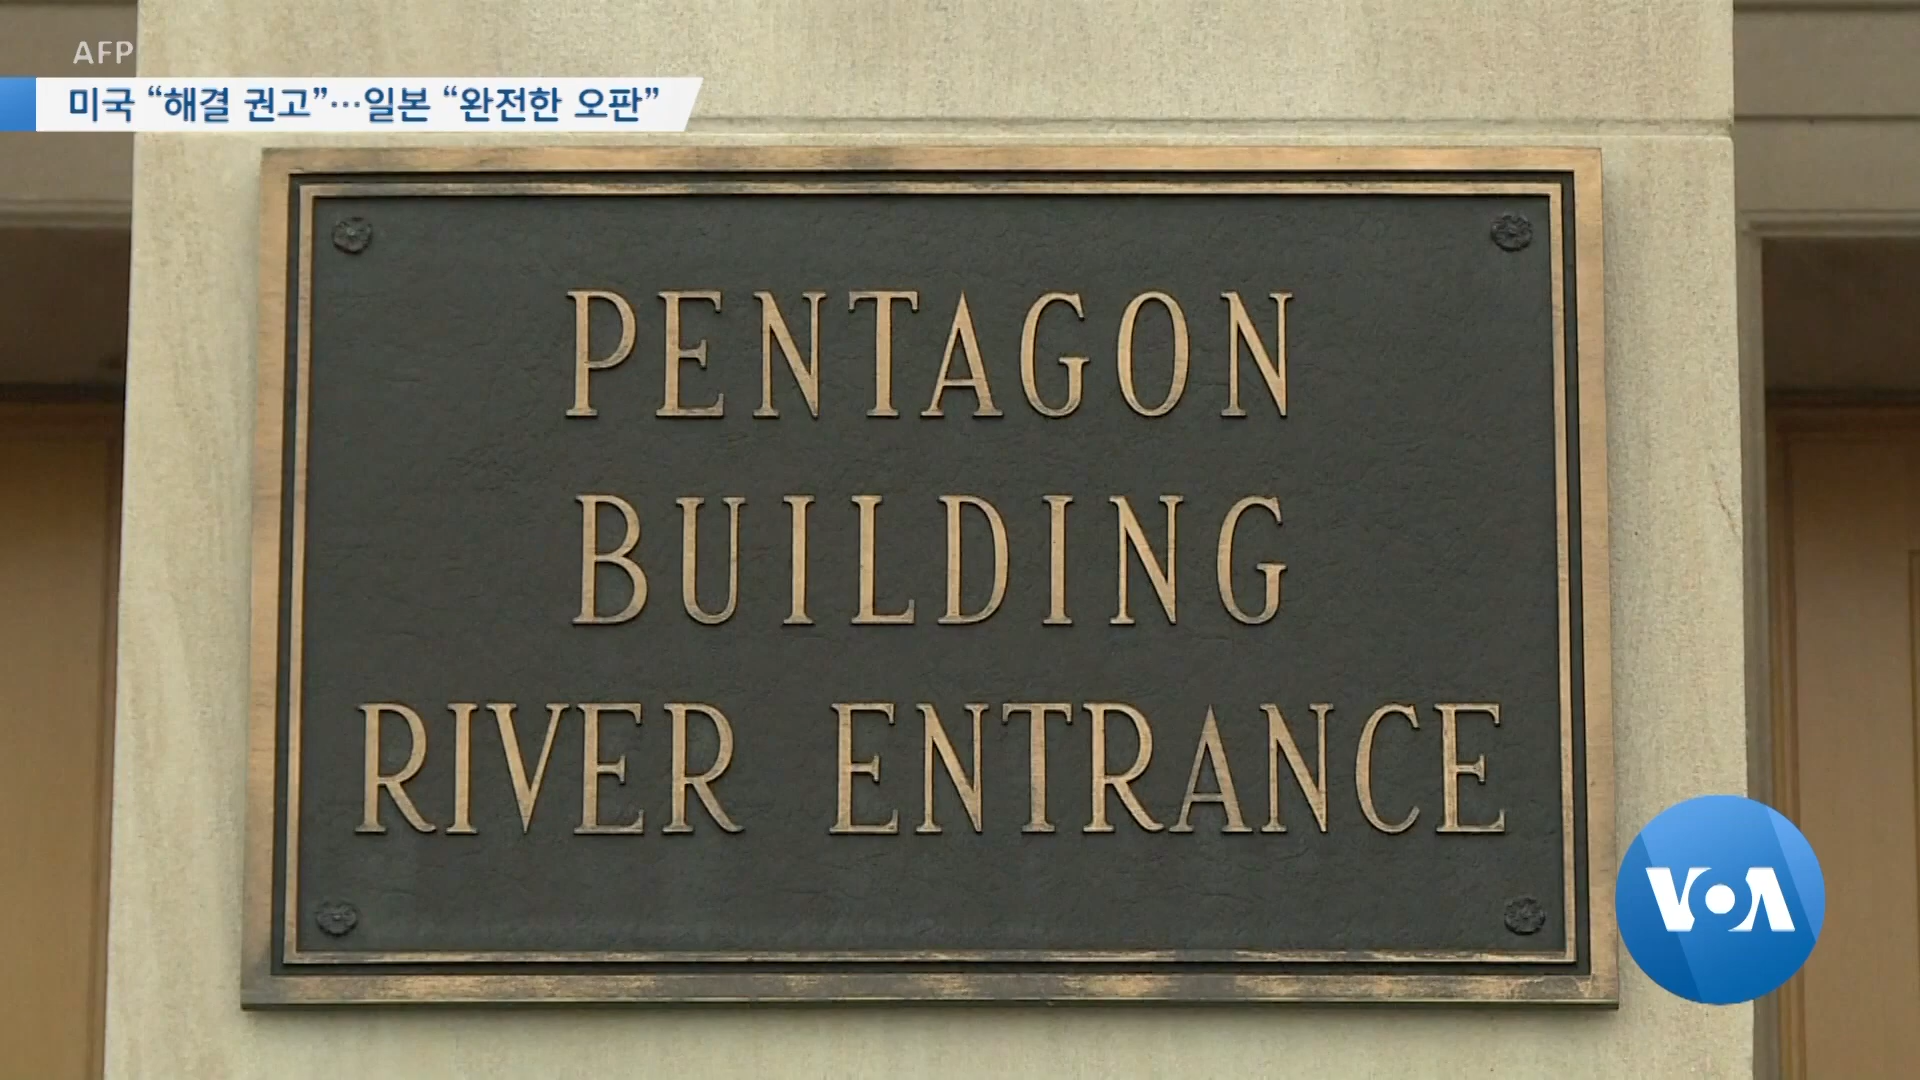 AFP
미국 “해결 권고”…일본 “완전한 오판”
PENTAGON
BUILDING
RIVER ENTRANCE
VOA